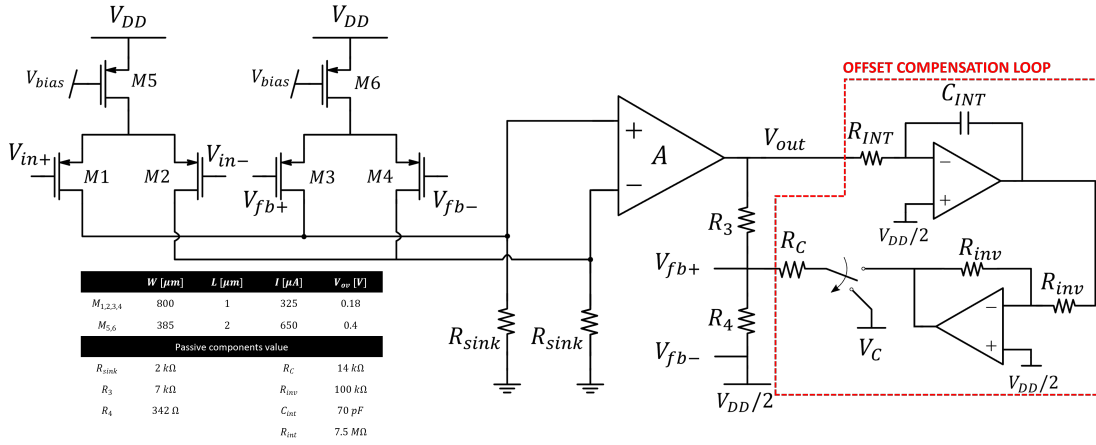 V_DD V_DD
OFFSET COMPENSATION LOOP
V_bias M5 V_bias M6
C_INT
V_in+ V_in− + A − V_out R_INT − +
M1 M2 M3 M4
V_fb+ V_fb−
V_DD/2
R_3 R_C R_inv
V_fb+
W [μm] L [μm] I [μA] V_ov [V]
M_1,2,3,4 800 1 325 0.18
M_5,6 385 2 650 0.4
Passive components value
R_sink 2 kΩ R_C 14 kΩ
R_3 7 kΩ R_Inv 100 kΩ
R_4 342 Ω C_int 70 pF
R_int 7.5 MΩ
R_sink R_sink
R_4 V_C − + R_inv
V_fb−
V_DD/2
V_DD/2